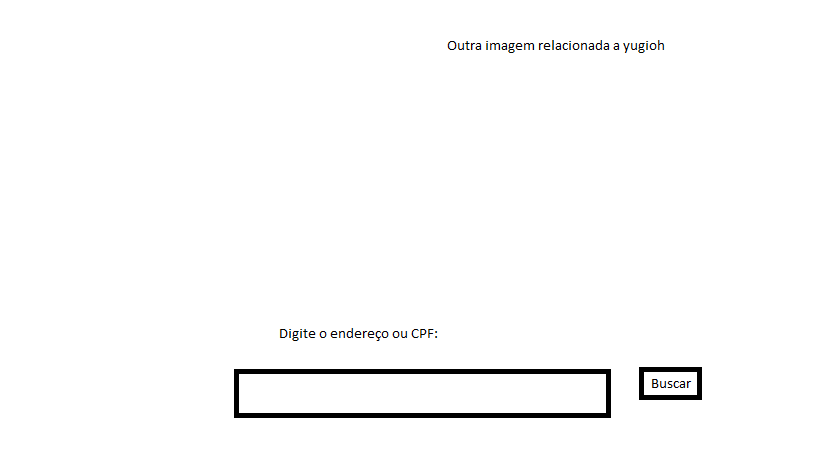 Outra imagem relacionada a yugioh
Digite o endereço ou CPF:
Buscar